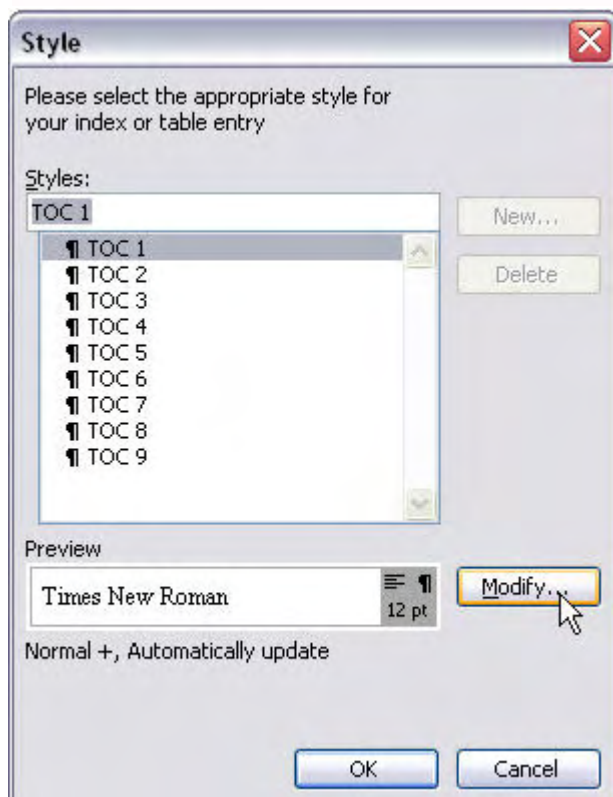 Style
Please select the appropriate style for
your index or table entry
Styles:
TOC 1
New...
¶ TOC 1
¶ TOC 2
Delete
¶ TOC 3
¶ TOC 4
¶ TOC 5
¶ TOC 6
¶ TOC 7
¶ TOC 8
¶ TOC 9
Preview
Times New Roman
¶
12 pt
Modify...
Normal +, Automatically update
OK
Cancel